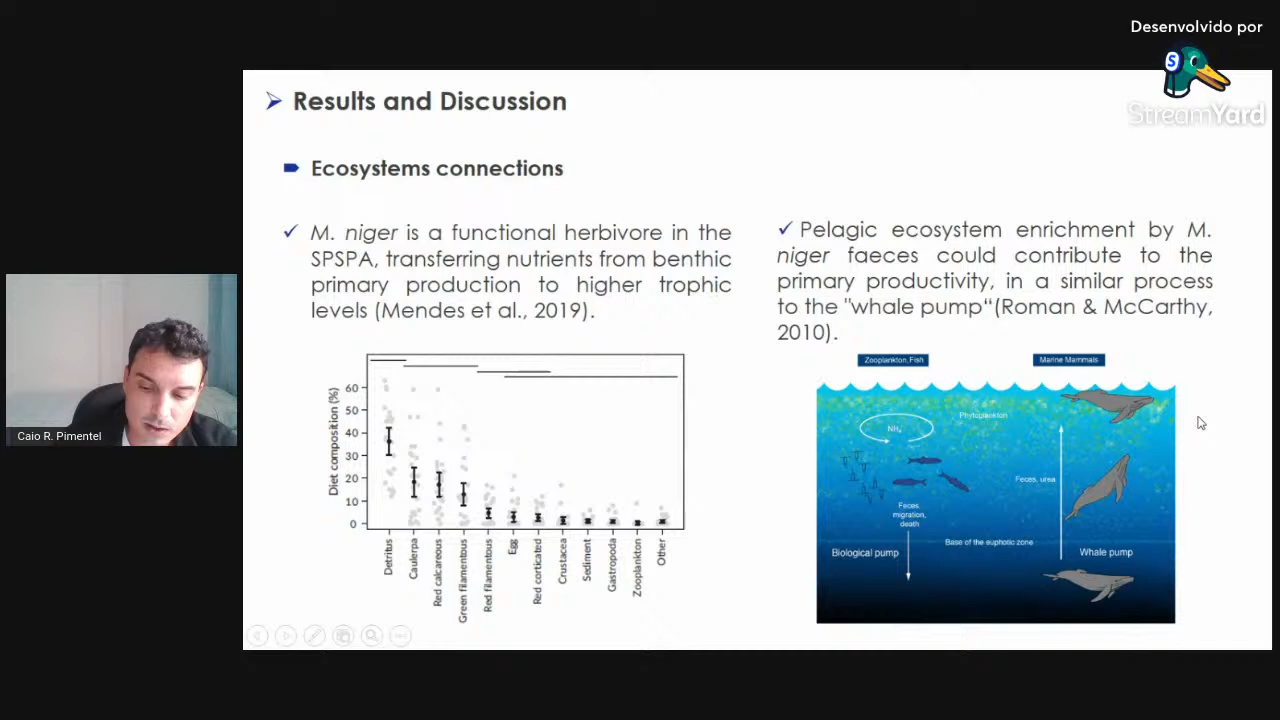 Desenvolvido por
S
StreamYard
Results and Discussion
Ecosystems connections
M. niger is a functional herbivore in the
SPSPA, transferring nutrients from benthic
primary production to higher trophic
levels (Mendes et al., 2019).
Pelagic ecosystem enrichment by M.
niger faeces could contribute to the
primary productivity, in a similar process
to the "whale pump“(Roman & McCarthy,
2010).
Diet composition (%)
60
50
40
30
20
10
0
Detritus
Caulerpa
Red calcareous
Green filamentous
Red filamentous
Egg
Red corticated
Crustacea
Sediment
Gastropoda
Zooplankton
Other
Zooplankton, Fish
Marine Mammals
Phytoplankton
NH₄
Feces, urea
Feces,
migration,
death
Base of the euphotic zone
Biological pump
Whale pump
Caio R. Pimentel